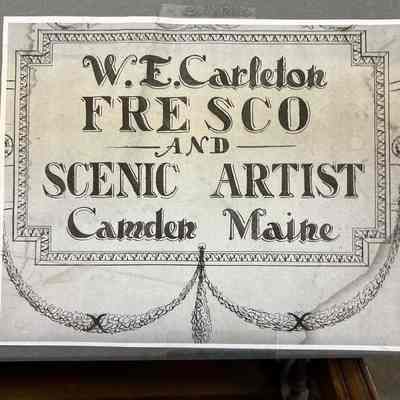 W. E. Carleton
FRESCO
AND
SCENIC ARTIST
Camden Maine